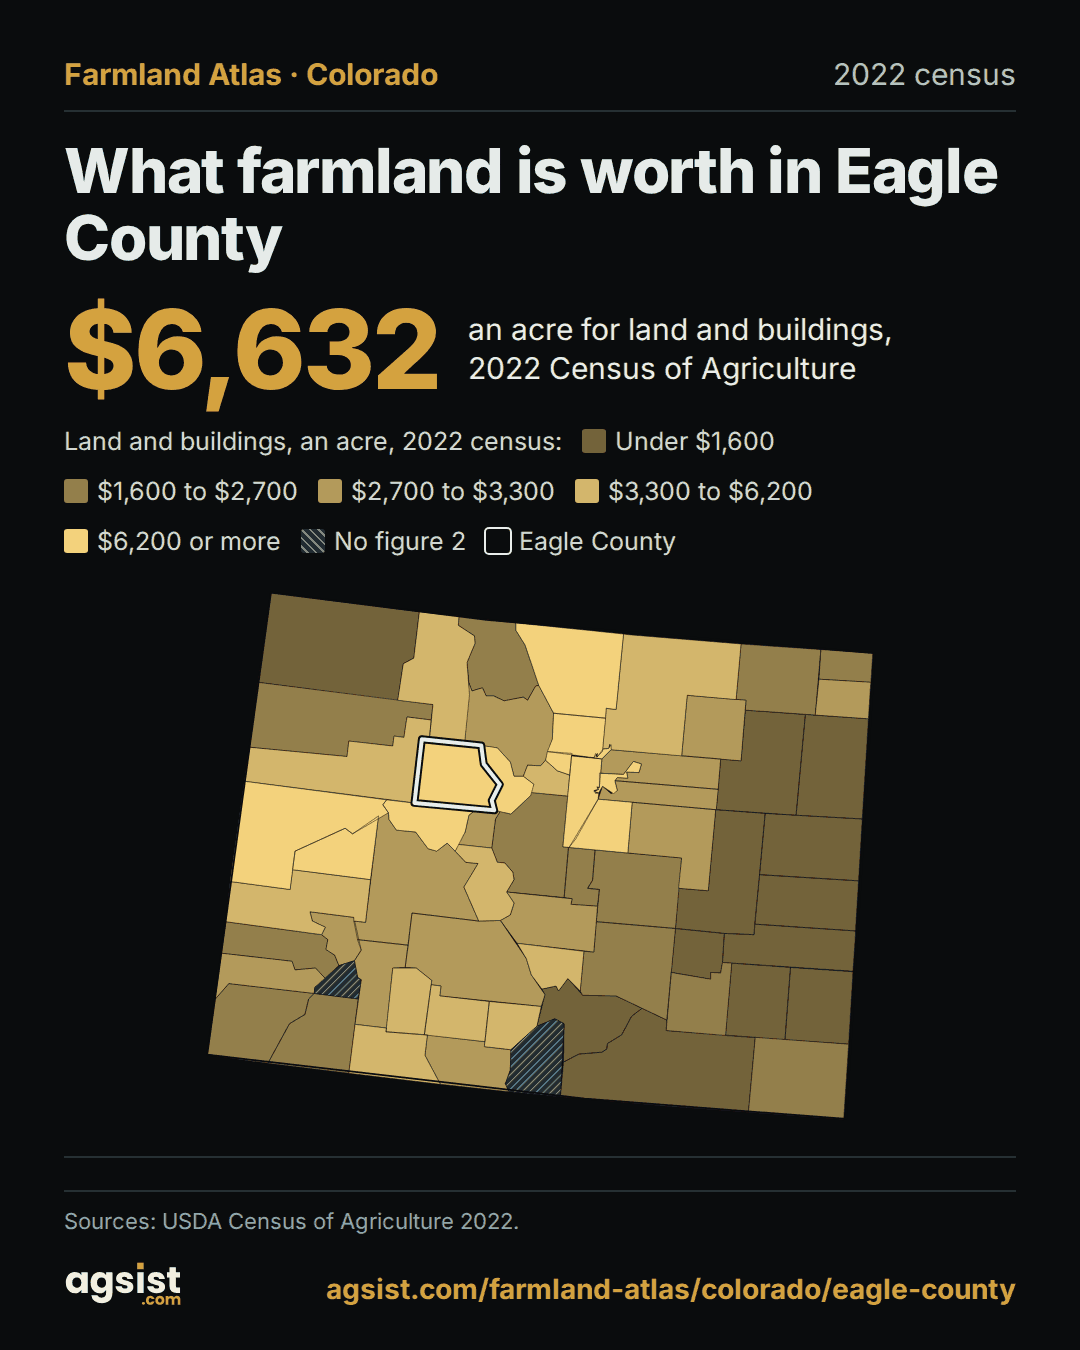 Farmland Atlas · Colorado
2022 census
What farmland is worth in Eagle
County
$6,632
an acre for land and buildings,
2022 Census of Agriculture
Land and buildings, an acre, 2022 census: Under $1,600
$1,600 to $2,700 $2,700 to $3,300 $3,300 to $6,200
$6,200 or more No figure 2 Eagle County
Sources: USDA Census of Agriculture 2022.
agsist
.com
agsist.com/farmland-atlas/colorado/eagle-county